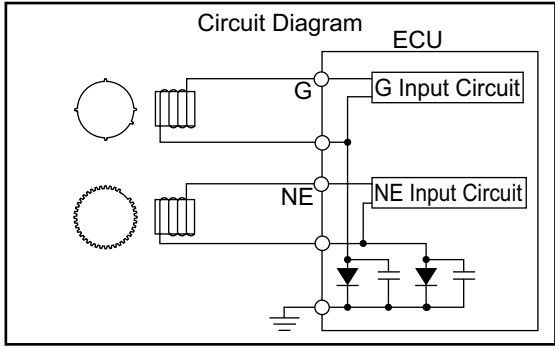 Circuit Diagram
ECU
G
G Input Circuit
NE
NE Input Circuit